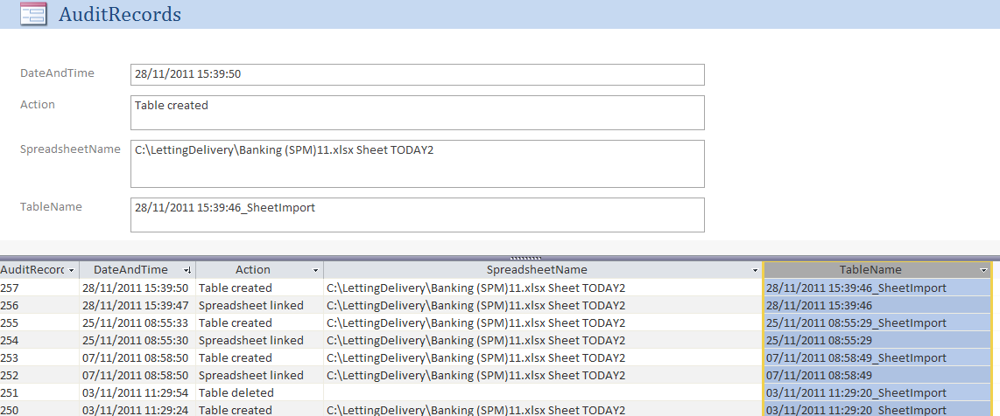 AuditRecords
DateAndTime 28/11/2011 15:39:50
Action Table created
SpreadsheetName C:\LettingDelivery\Banking (SPM)11.xlsx Sheet TODAY2
TableName 28/11/2011 15:39:46_SheetImport
AuditRecorc DateAndTime Action SpreadsheetName TableName
257 28/11/2011 15:39:50 Table created C:\LettingDelivery\Banking (SPM)11.xlsx Sheet TODAY2 28/11/2011 15:39:46_SheetImport
256 28/11/2011 15:39:47 Spreadsheet linked C:\LettingDelivery\Banking (SPM)11.xlsx Sheet TODAY2 28/11/2011 15:39:46
255 25/11/2011 08:55:33 Table created C:\LettingDelivery\Banking (SPM)11.xlsx Sheet TODAY2 25/11/2011 08:55:29_SheetImport
254 25/11/2011 08:55:30 Spreadsheet linked C:\LettingDelivery\Banking (SPM)11.xlsx Sheet TODAY2 25/11/2011 08:55:29
253 07/11/2011 08:58:50 Table created C:\LettingDelivery\Banking (SPM)11.xlsx Sheet TODAY2 07/11/2011 08:58:49_SheetImport
252 07/11/2011 08:58:50 Spreadsheet linked C:\LettingDelivery\Banking (SPM)11.xlsx Sheet TODAY2 07/11/2011 08:58:49
251 03/11/2011 11:29:54 Table deleted 03/11/2011 11:29:20_SheetImport
250 03/11/2011 11:29:24 Table created C:\LettingDelivery\Banking (SPM)11.xlsx Sheet TODAY2 03/11/2011 11:29:20_SheetImport